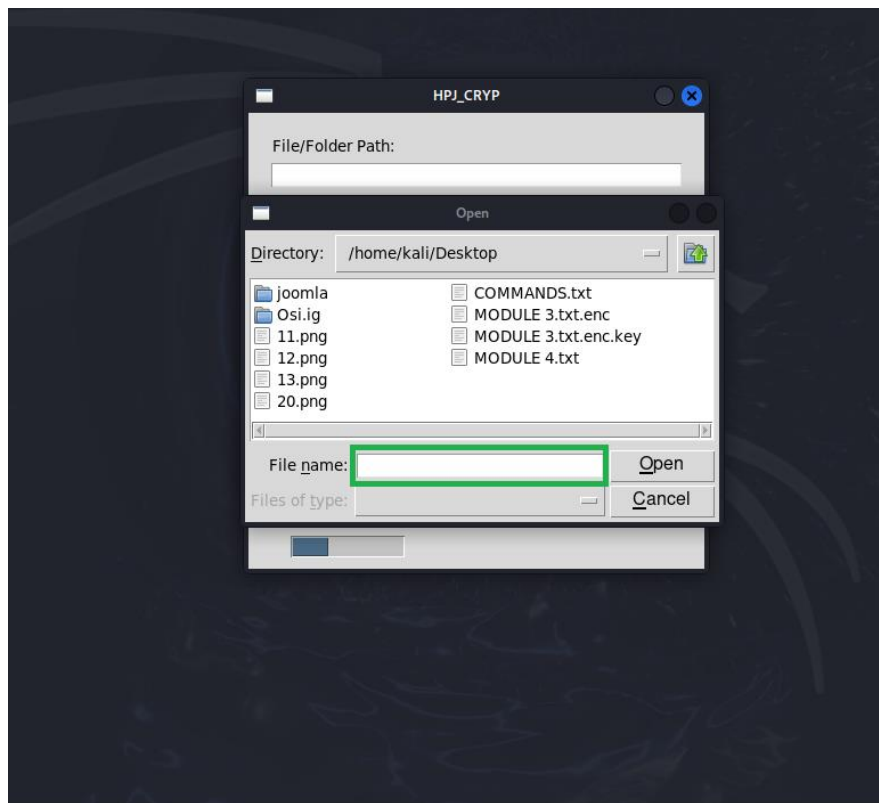 HPJ_CRYP
File/Folder Path:
Open
Directory: /home/kali/Desktop
joomla COMMANDS.txt
Osi.ig MODULE 3.txt.enc
11.png MODULE 3.txt.enc.key
12.png MODULE 4.txt
13.png
20.png
File name: Open
Files of type: Cancel